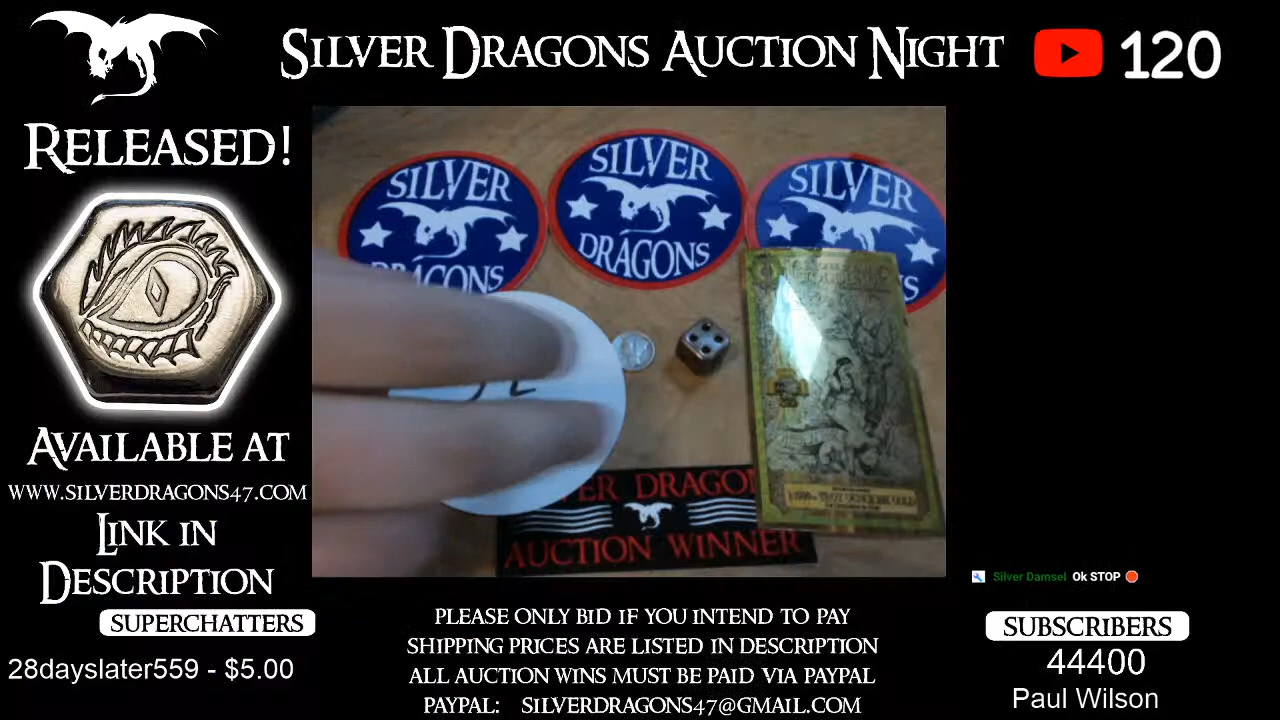 SILVER DRAGONS AUCTION NIGHT
120
RELEASED!
AVAILABLE AT
WWW.SILVERDRAGONS47.COM
LINK IN
DESCRIPTION
SUPERCHATTERS
28dayslater559 - $5.00
SILVER
DRAGONS
SILVER
DRAGONS
SILVER
AUCTION WINNER
Silver Damsel Ok STOP
PLEASE ONLY BID IF YOU INTEND TO PAY
SHIPPING PRICES ARE LISTED IN DESCRIPTION
ALL AUCTION WINS MUST BE PAID VIA PAYPAL
PAYPAL: SILVERDRAGONS47@GMAIL.COM
SUBSCRIBERS
44400
Paul Wilson